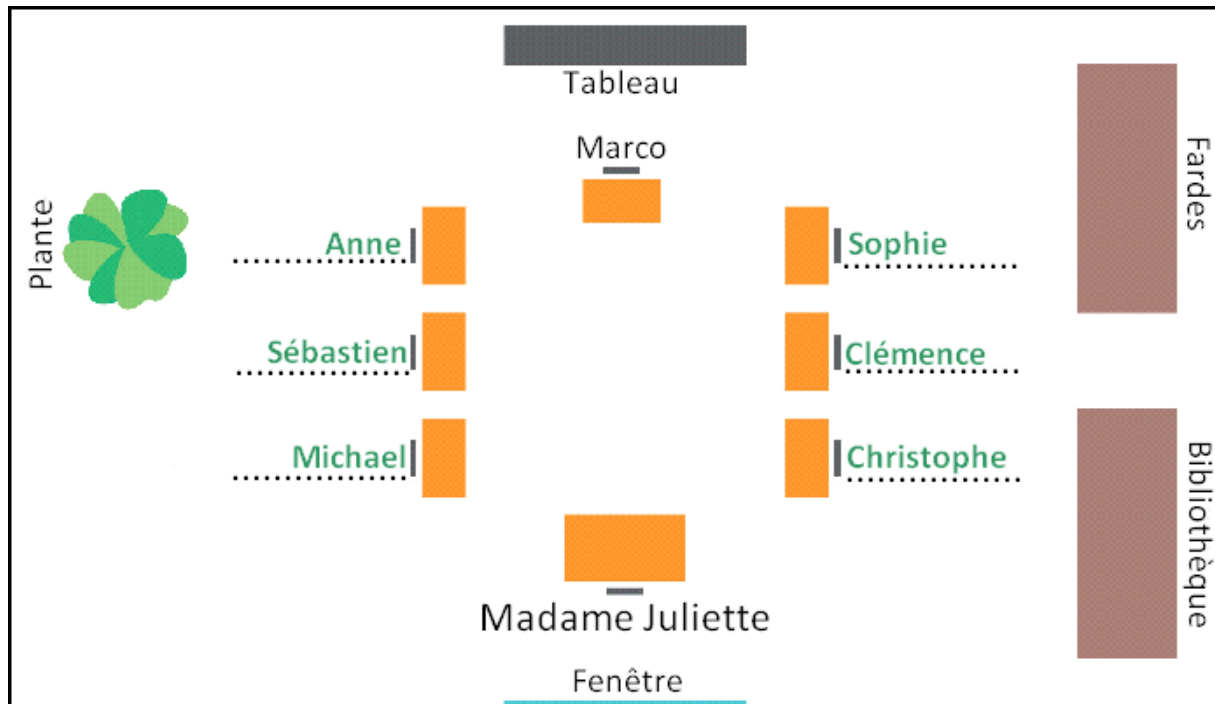 Tableau
Marco
Fardes
Plante
Anne
Sophie
Sébastien
Clémence
Michael
Christophe
Bibliothèque
Madame Juliette
Fenêtre